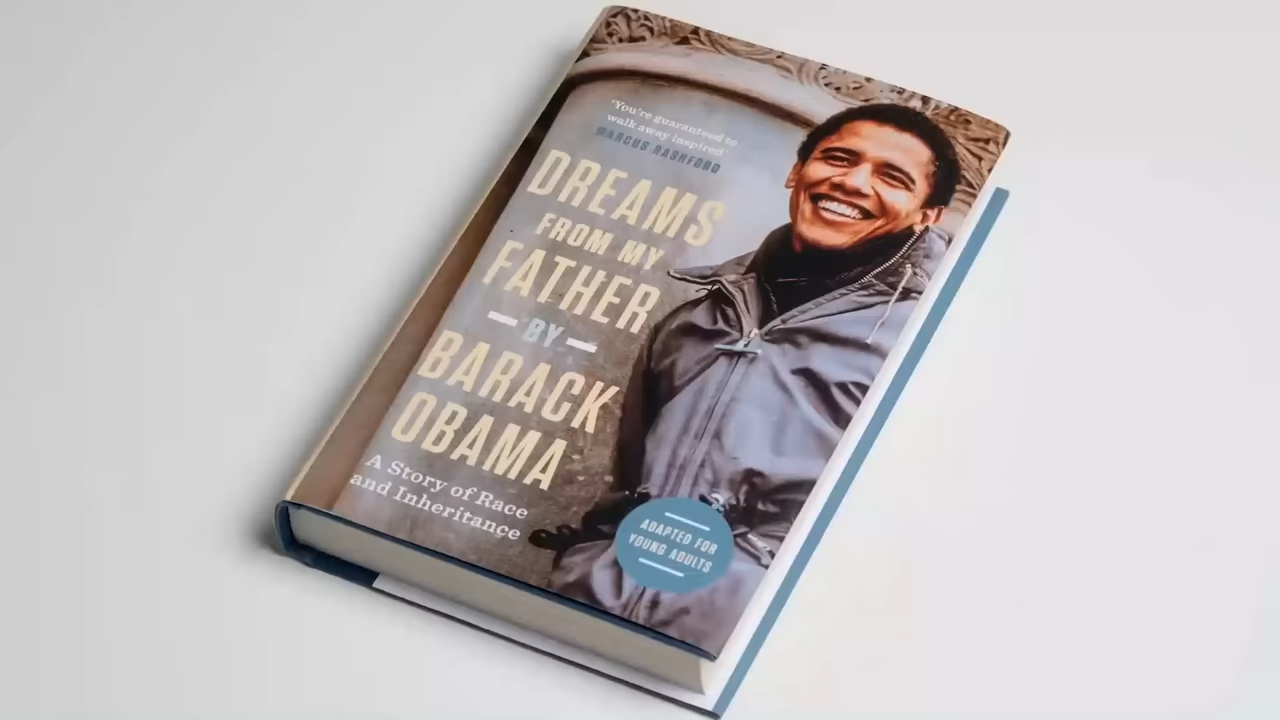 ‘You’re guaranteed to
walk away inspired’
MARCUS RASHFORD
DREAMS
FROM MY
FATHER
BY
BARACK
OBAMA
A Story of Race
and Inheritance
ADAPTED FOR
YOUNG ADULTS